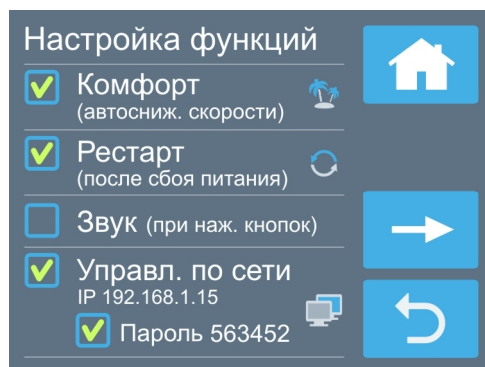 Настройка функций
Комфорт
(автосниж. скорости)
Рестарт
(после сбоя питания)
Звук (при наж. кнопок)
Управл. по сети
IP 192.168.1.15
Пароль 563452